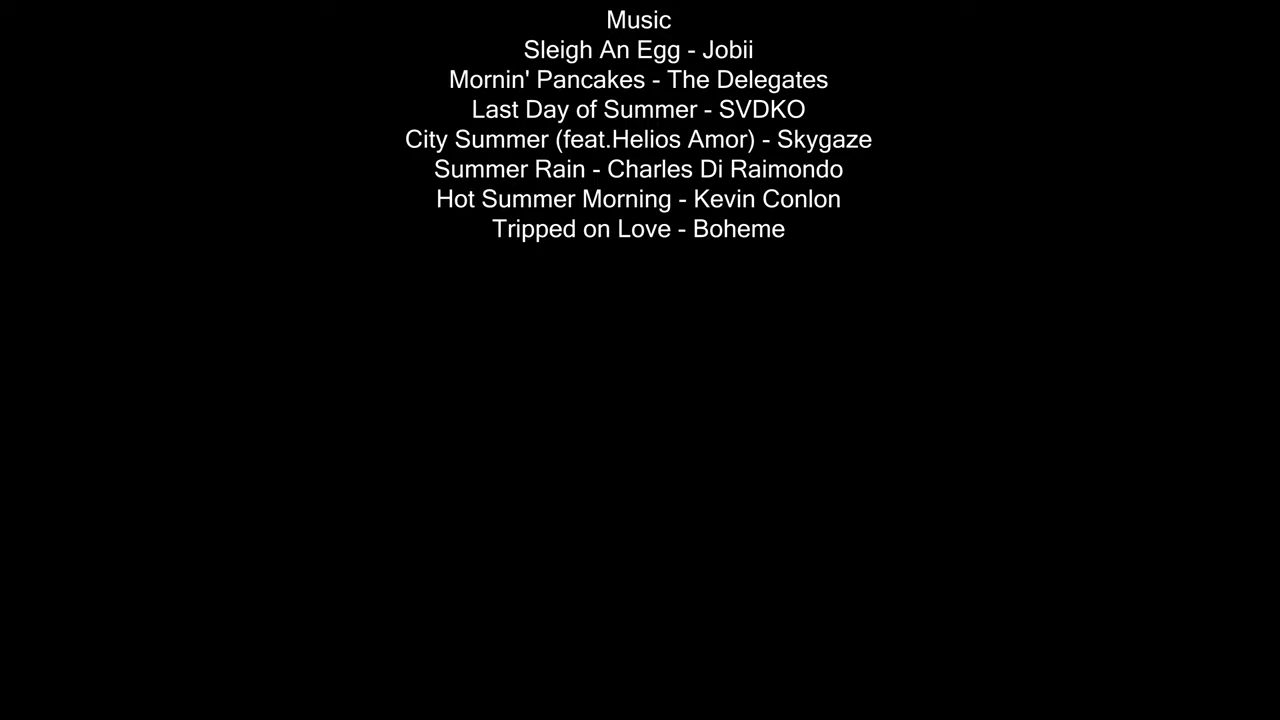 Music
Sleigh An Egg - Jobii
Mornin' Pancakes - The Delegates
Last Day of Summer - SVDKO
City Summer (feat.Helios Amor) - Skygaze
Summer Rain - Charles Di Raimondo
Hot Summer Morning - Kevin Conlon
Tripped on Love - Boheme